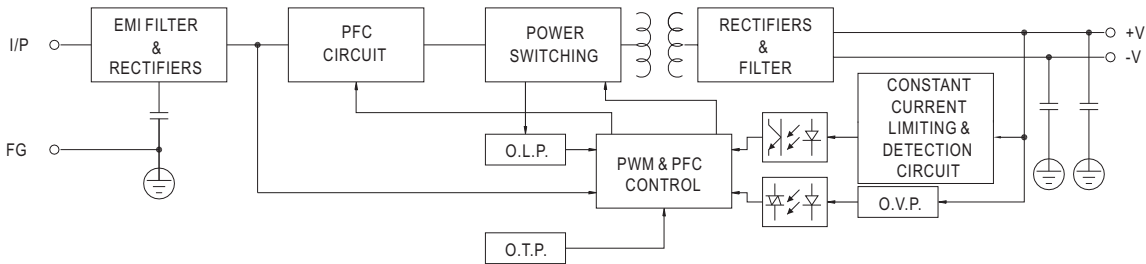 I/P
EMI FILTER
&
RECTIFIERS
PFC
CIRCUIT
POWER
SWITCHING
RECTIFIERS
&
FILTER
+V
-V
FG
O.L.P.
PWM & PFC
CONTROL
CONSTANT
CURRENT
LIMITING &
DETECTION
CIRCUIT
O.V.P.
O.T.P.